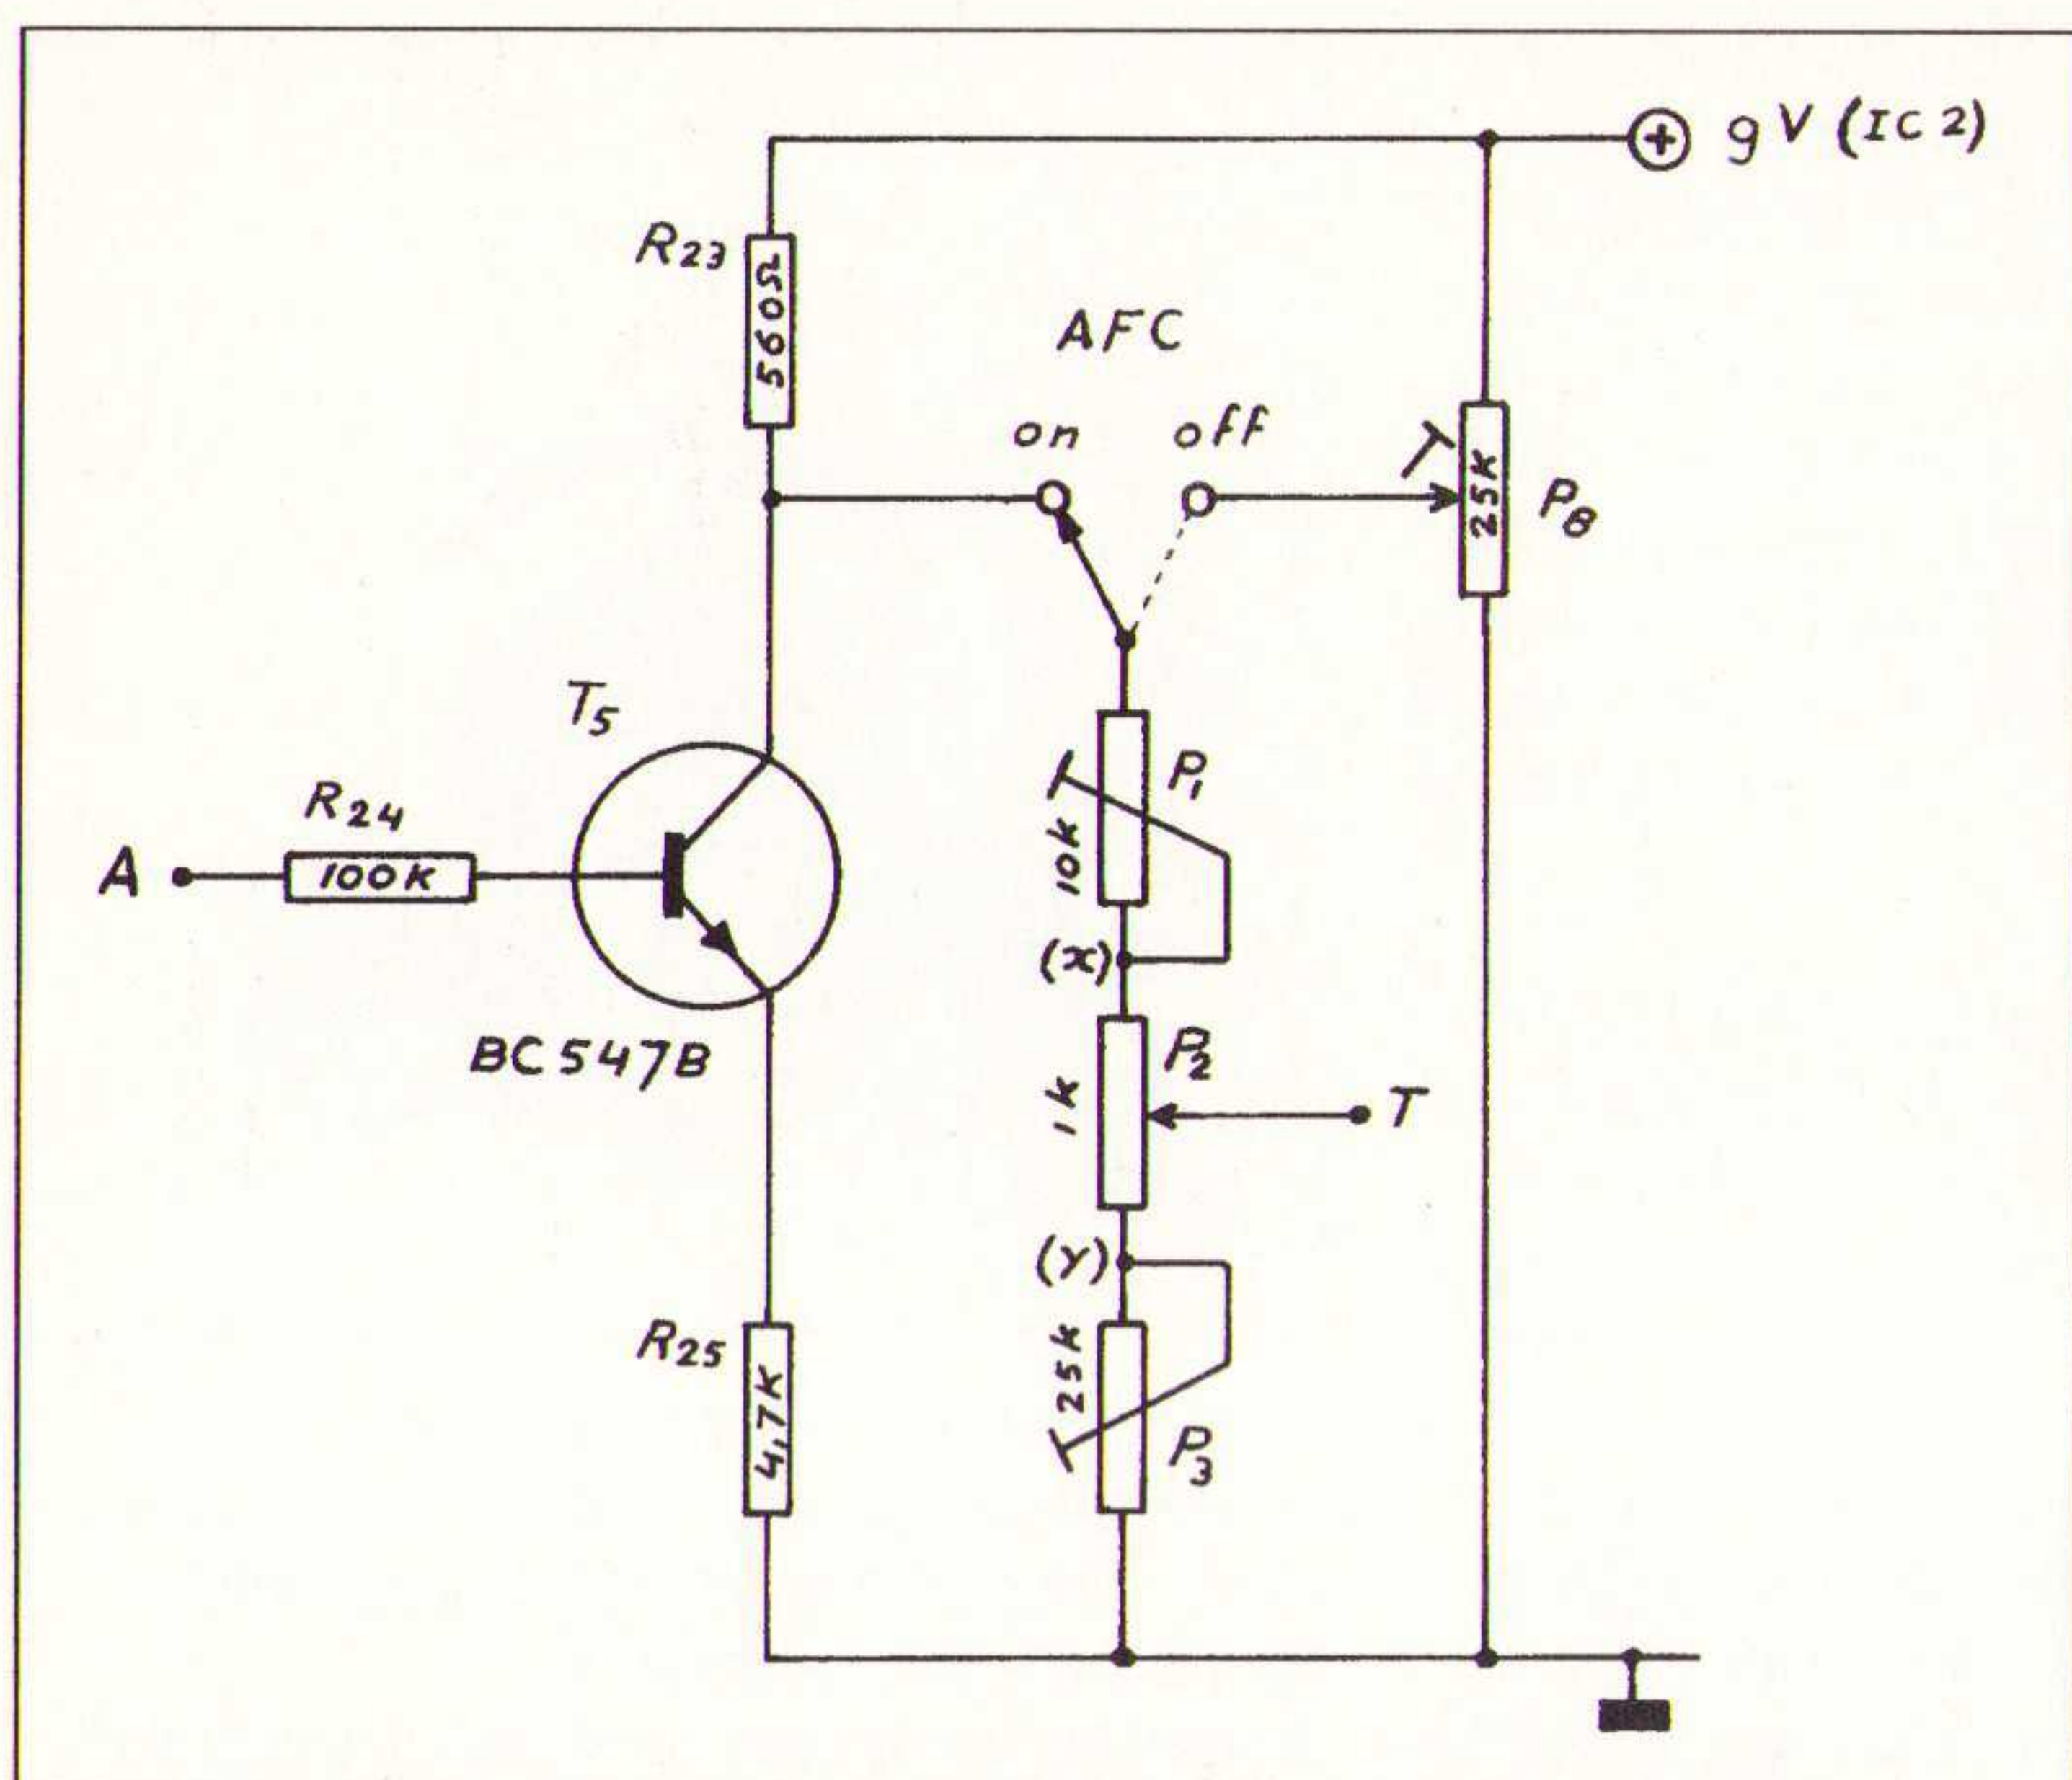 9V (IC2)
R23
560Ω
AFC
on off
25k
P8
T5
R24
A 100k
P1
10k
(x)
BC547B
P2
1k
T
(y)
R25
4,7K
25k
P3